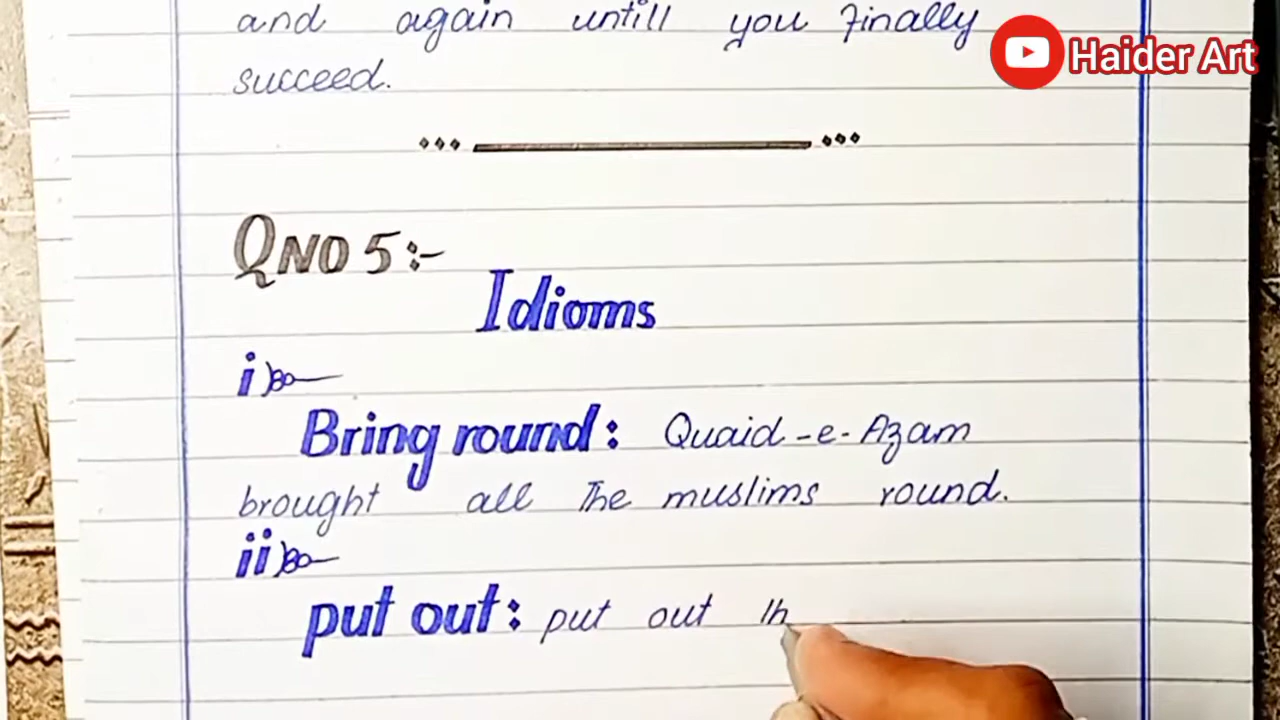 and again untill you finally
Haider Art
succeed.
QNO 5:-
Idioms
i)
Bring round: Quaid-e-Azam
brought all The muslims round.
ii)
put out: put out Th